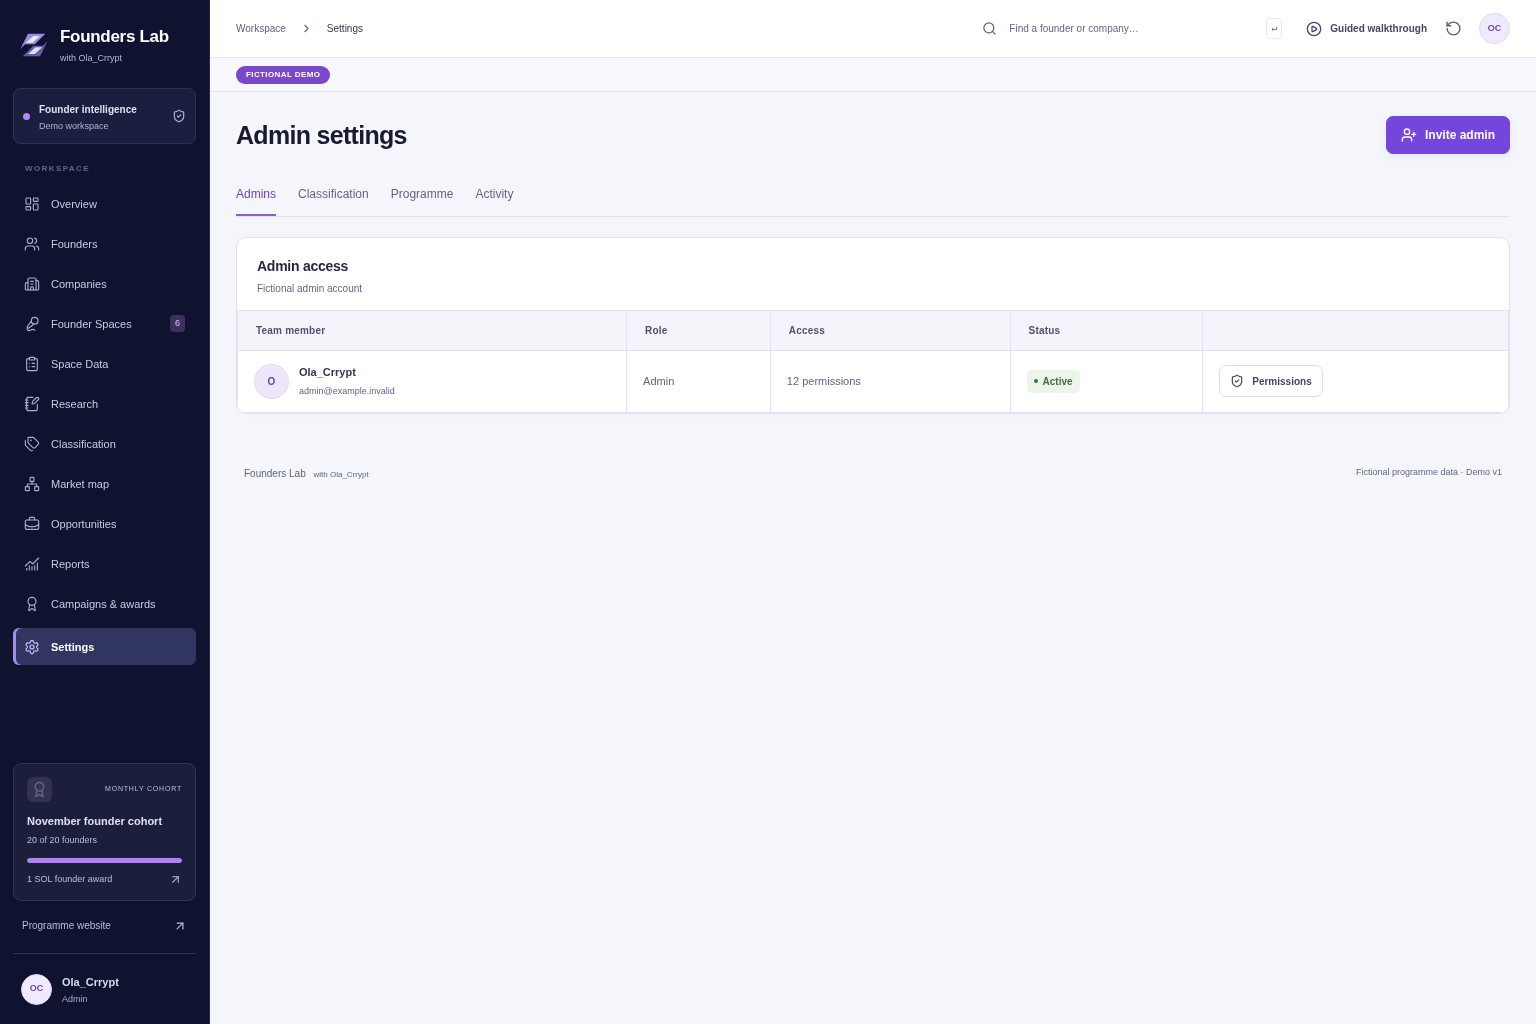 Founders Lab
with Ola_Crrypt
Founder intelligence
Demo workspace
WORKSPACE
Overview
Founders
Companies
Founder Spaces 6
Space Data
Research
Classification
Market map
Opportunities
Reports
Campaigns & awards
Settings
MONTHLY COHORT
November founder cohort
20 of 20 founders
1 SOL founder award
Programme website
OC
Ola_Crrypt
Admin
Workspace > Settings
Find a founder or company… ↵
Guided walkthrough
OC
FICTIONAL DEMO
Admin settings
Invite admin
Admins Classification Programme Activity
Admin access
Fictional admin account
Team member Role Access Status
O Ola_Crrypt
admin@example.invalid
Admin 12 permissions Active Permissions
Founders Lab with Ola_Crrypt
Fictional programme data · Demo v1